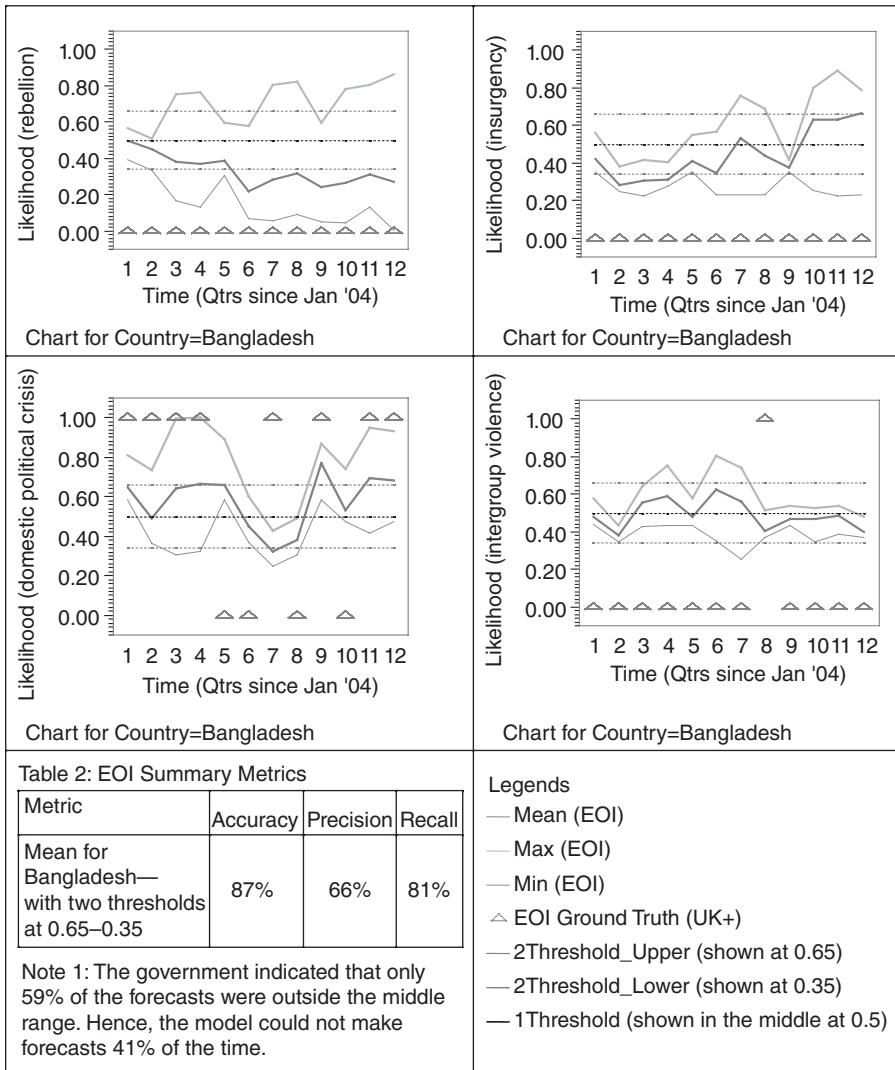 Likelihood (rebellion)
1.00
0.80
0.60
0.40
0.20
0.00
1 2 3 4 5 6 7 8 9 10 11 12
Time (Qtrs since Jan '04)
Chart for Country=Bangladesh
Likelihood (insurgency)
1.00
0.80
0.60
0.40
0.20
0.00
1 2 3 4 5 6 7 8 9 10 11 12
Time (Qtrs since Jan '04)
Chart for Country=Bangladesh
Likelihood (domestic political crisis)
1.00
0.80
0.60
0.40
0.20
0.00
1 2 3 4 5 6 7 8 9 10 11 12
Time (Qtrs since Jan '04)
Chart for Country=Bangladesh
Likelihood (intergroup violence)
1.00
0.80
0.60
0.40
0.20
0.00
1 2 3 4 5 6 7 8 9 10 11 12
Time (Qtrs since Jan '04)
Chart for Country=Bangladesh
Table 2: EOI Summary Metrics
Metric Accuracy Precision Recall
Mean for
Bangladesh—
with two thresholds
at 0.65–0.35
87% 66% 81%
Note 1: The government indicated that only
59% of the forecasts were outside the middle
range. Hence, the model could not make
forecasts 41% of the time.
Legends
Mean (EOI)
Max (EOI)
Min (EOI)
EOI Ground Truth (UK+)
2Threshold_Upper (shown at 0.65)
2Threshold_Lower (shown at 0.35)
1Threshold (shown in the middle at 0.5)